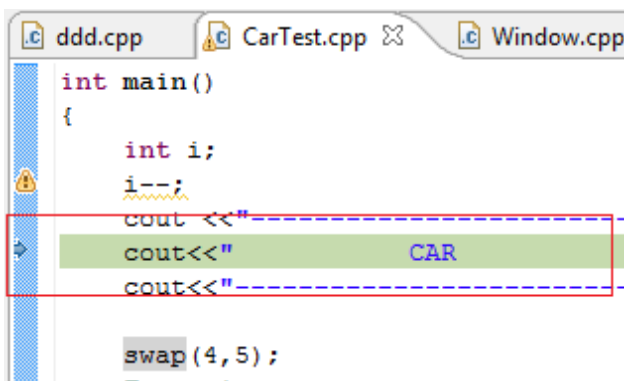 ddd.cpp CarTest.cpp Window.cpp
int main()
{
int i;
i--;
cout <<"------------------------
cout<<" CAR
cout<<"-------------------------
swap(4,5);